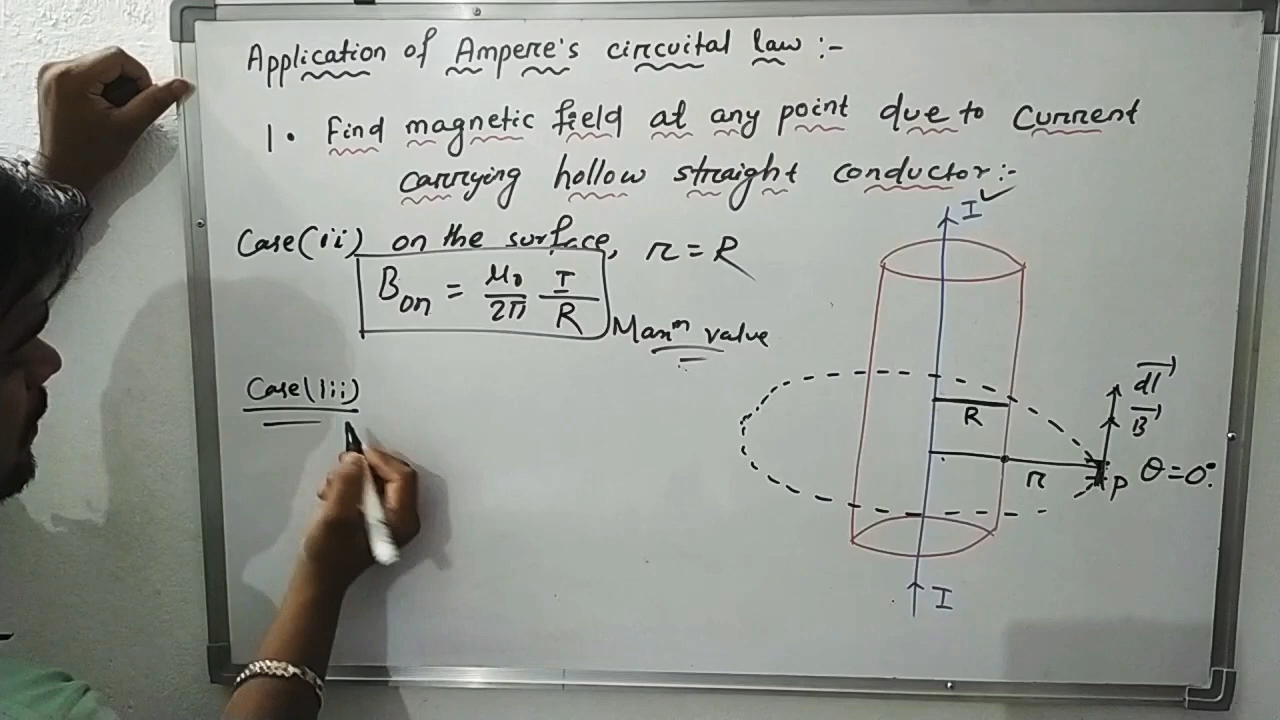 Application of Ampere's circuital law :-
1. Find magnetic field at any point due to current
carrying hollow straight conductor :-
Case(ii) on the surface, r = R
B_on = μ0/2π I/R
Max^m value
Case(iii)
I
R
r
P
dl
B
θ=0°.
I